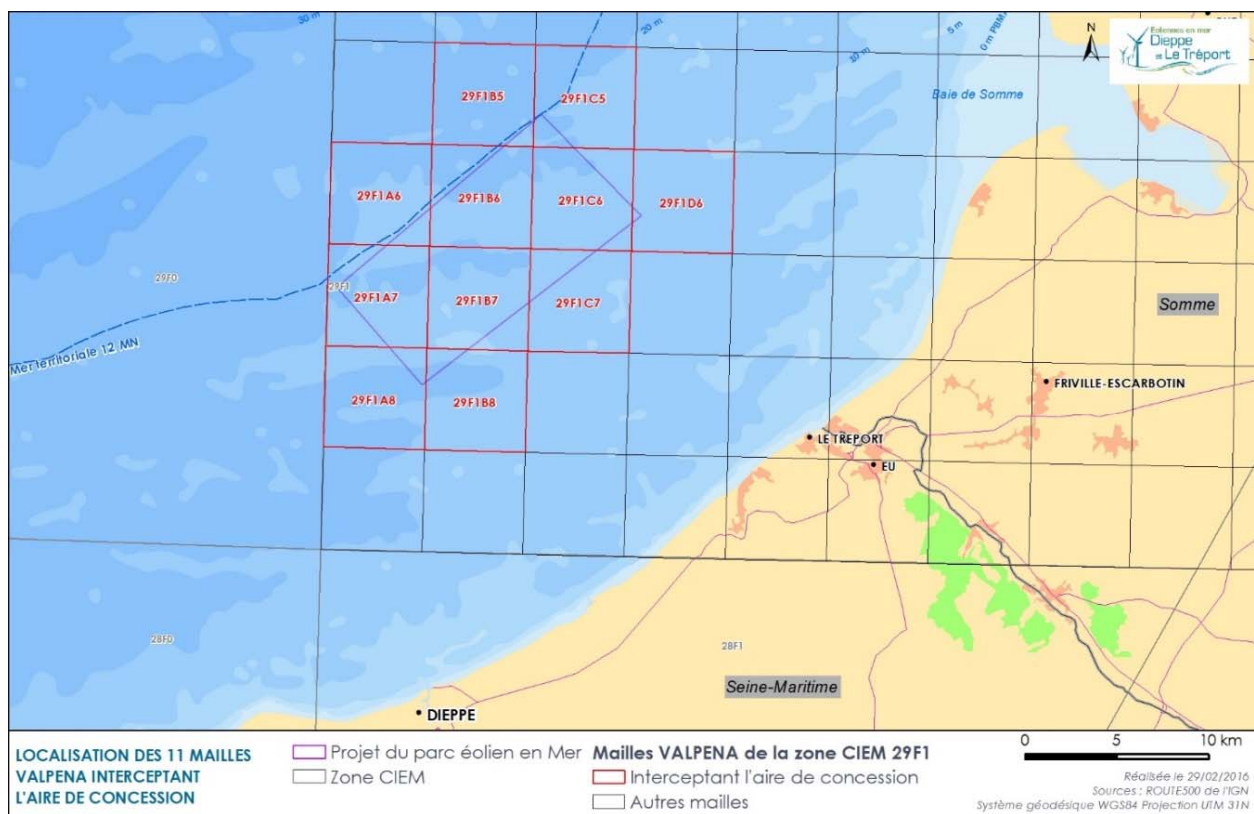 30 m
20 m
10 m
5 m
0 m PBMA
N
Eoliennes en mer
Dieppe
Le Tréport
Baie de Somme
29F1B5
29F1C5
29F1A6
29F1B6
29F1C6
29F1D6
29F0
29F1
29F1A7
29F1B7
29F1C7
Somme
Mer territoriale 12 MN
29F1A8
29F1B8
FRIVILLE-ESCARBOTIN
LE TREPORT
EU
28F0
28F1
Seine-Maritime
DIEPPE
LOCALISATION DES 11 MAILLES
VALPENA INTERCEPTANT
L'AIRE DE CONCESSION
Projet du parc éolien en Mer
Zone CIEM
Mailles VALPENA de la zone CIEM 29F1
Interceptant l'aire de concession
Autres mailles
0 5 10 km
Réalisée le 29/02/2016
Sources : ROUTE500 de l'IGN
Système géodésique WGS84 Projection UTM 31N